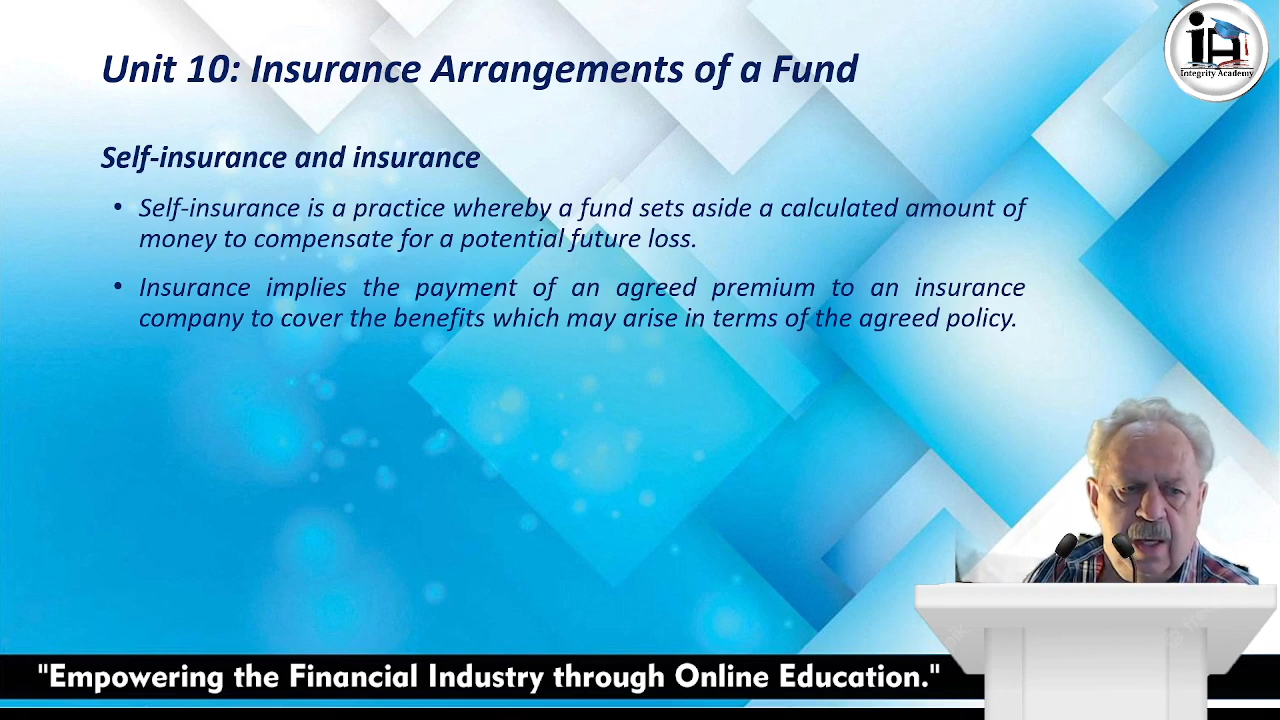 Unit 10: Insurance Arrangements of a Fund
iA
Integrity Academy
Self-insurance and insurance
• Self-insurance is a practice whereby a fund sets aside a calculated amount of
money to compensate for a potential future loss.
• Insurance implies the payment of an agreed premium to an insurance
company to cover the benefits which may arise in terms of the agreed policy.
"Empowering the Financial Industry through Online Education."